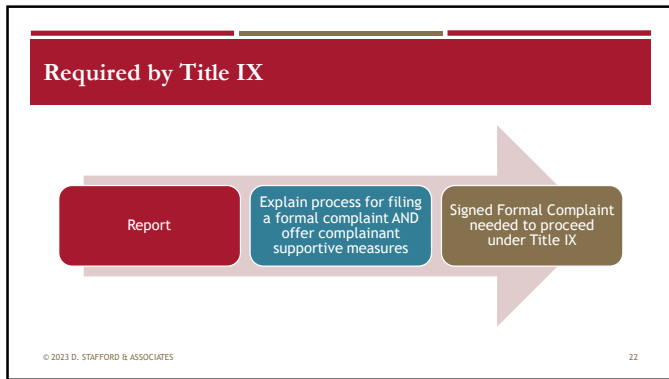 Required by Title IX
Report
Explain process for filing
a formal complaint AND
offer complainant
supportive measures
Signed Formal Complaint
needed to proceed
under Title IX
© 2023 D. STAFFORD & ASSOCIATES
22